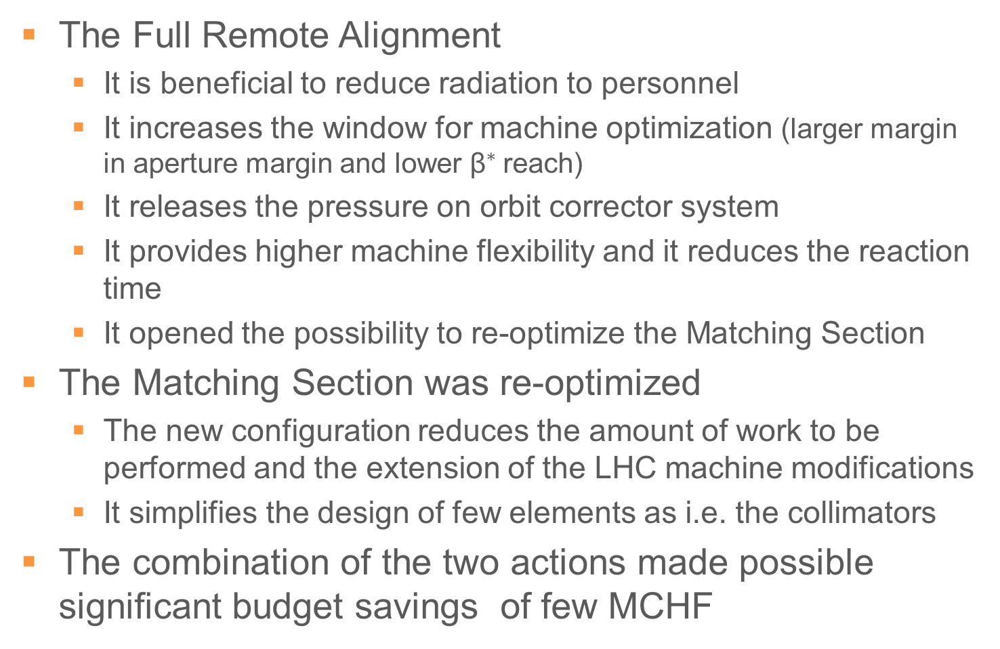 ▪ The Full Remote Alignment
▪ It is beneficial to reduce radiation to personnel
▪ It increases the window for machine optimization (larger margin
in aperture margin and lower β* reach)
▪ It releases the pressure on orbit corrector system
▪ It provides higher machine flexibility and it reduces the reaction
time
▪ It opened the possibility to re-optimize the Matching Section
▪ The Matching Section was re-optimized
▪ The new configuration reduces the amount of work to be
performed and the extension of the LHC machine modifications
▪ It simplifies the design of few elements as i.e. the collimators
▪ The combination of the two actions made possible
significant budget savings  of few MCHF